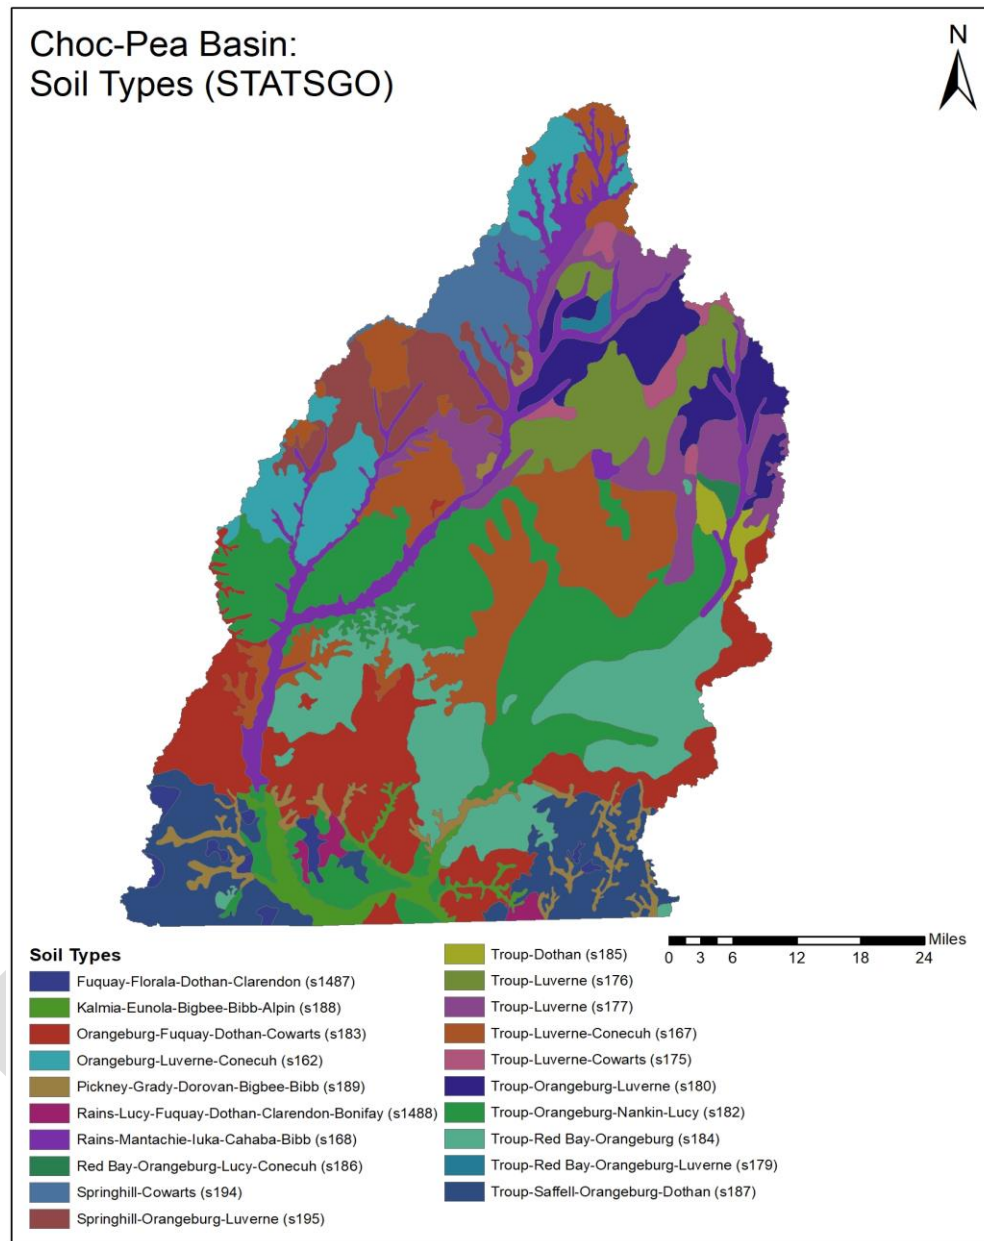 Choc-Pea Basin:
Soil Types (STATSGO)
N
Miles
0 3 6 12 18 24
Soil Types
Fuquay-Florala-Dothan-Clarendon (s1487)
Kalmia-Eunola-Bigbee-Bibb-Alpin (s188)
Orangeburg-Fuquay-Dothan-Cowarts (s183)
Orangeburg-Luverne-Conecuh (s162)
Pickney-Grady-Dorovan-Bigbee-Bibb (s189)
Rains-Lucy-Fuquay-Dothan-Clarendon-Bonifay (s1488)
Rains-Mantachie-Iuka-Cahaba-Bibb (s168)
Red Bay-Orangeburg-Lucy-Conecuh (s186)
Springhill-Cowarts (s194)
Springhill-Orangeburg-Luverne (s195)
Troup-Dothan (s185)
Troup-Luverne (s176)
Troup-Luverne (s177)
Troup-Luverne-Conecuh (s167)
Troup-Luverne-Cowarts (s175)
Troup-Orangeburg-Luverne (s180)
Troup-Orangeburg-Nankin-Lucy (s182)
Troup-Red Bay-Orangeburg (s184)
Troup-Red Bay-Orangeburg-Luverne (s179)
Troup-Saffell-Orangeburg-Dothan (s187)